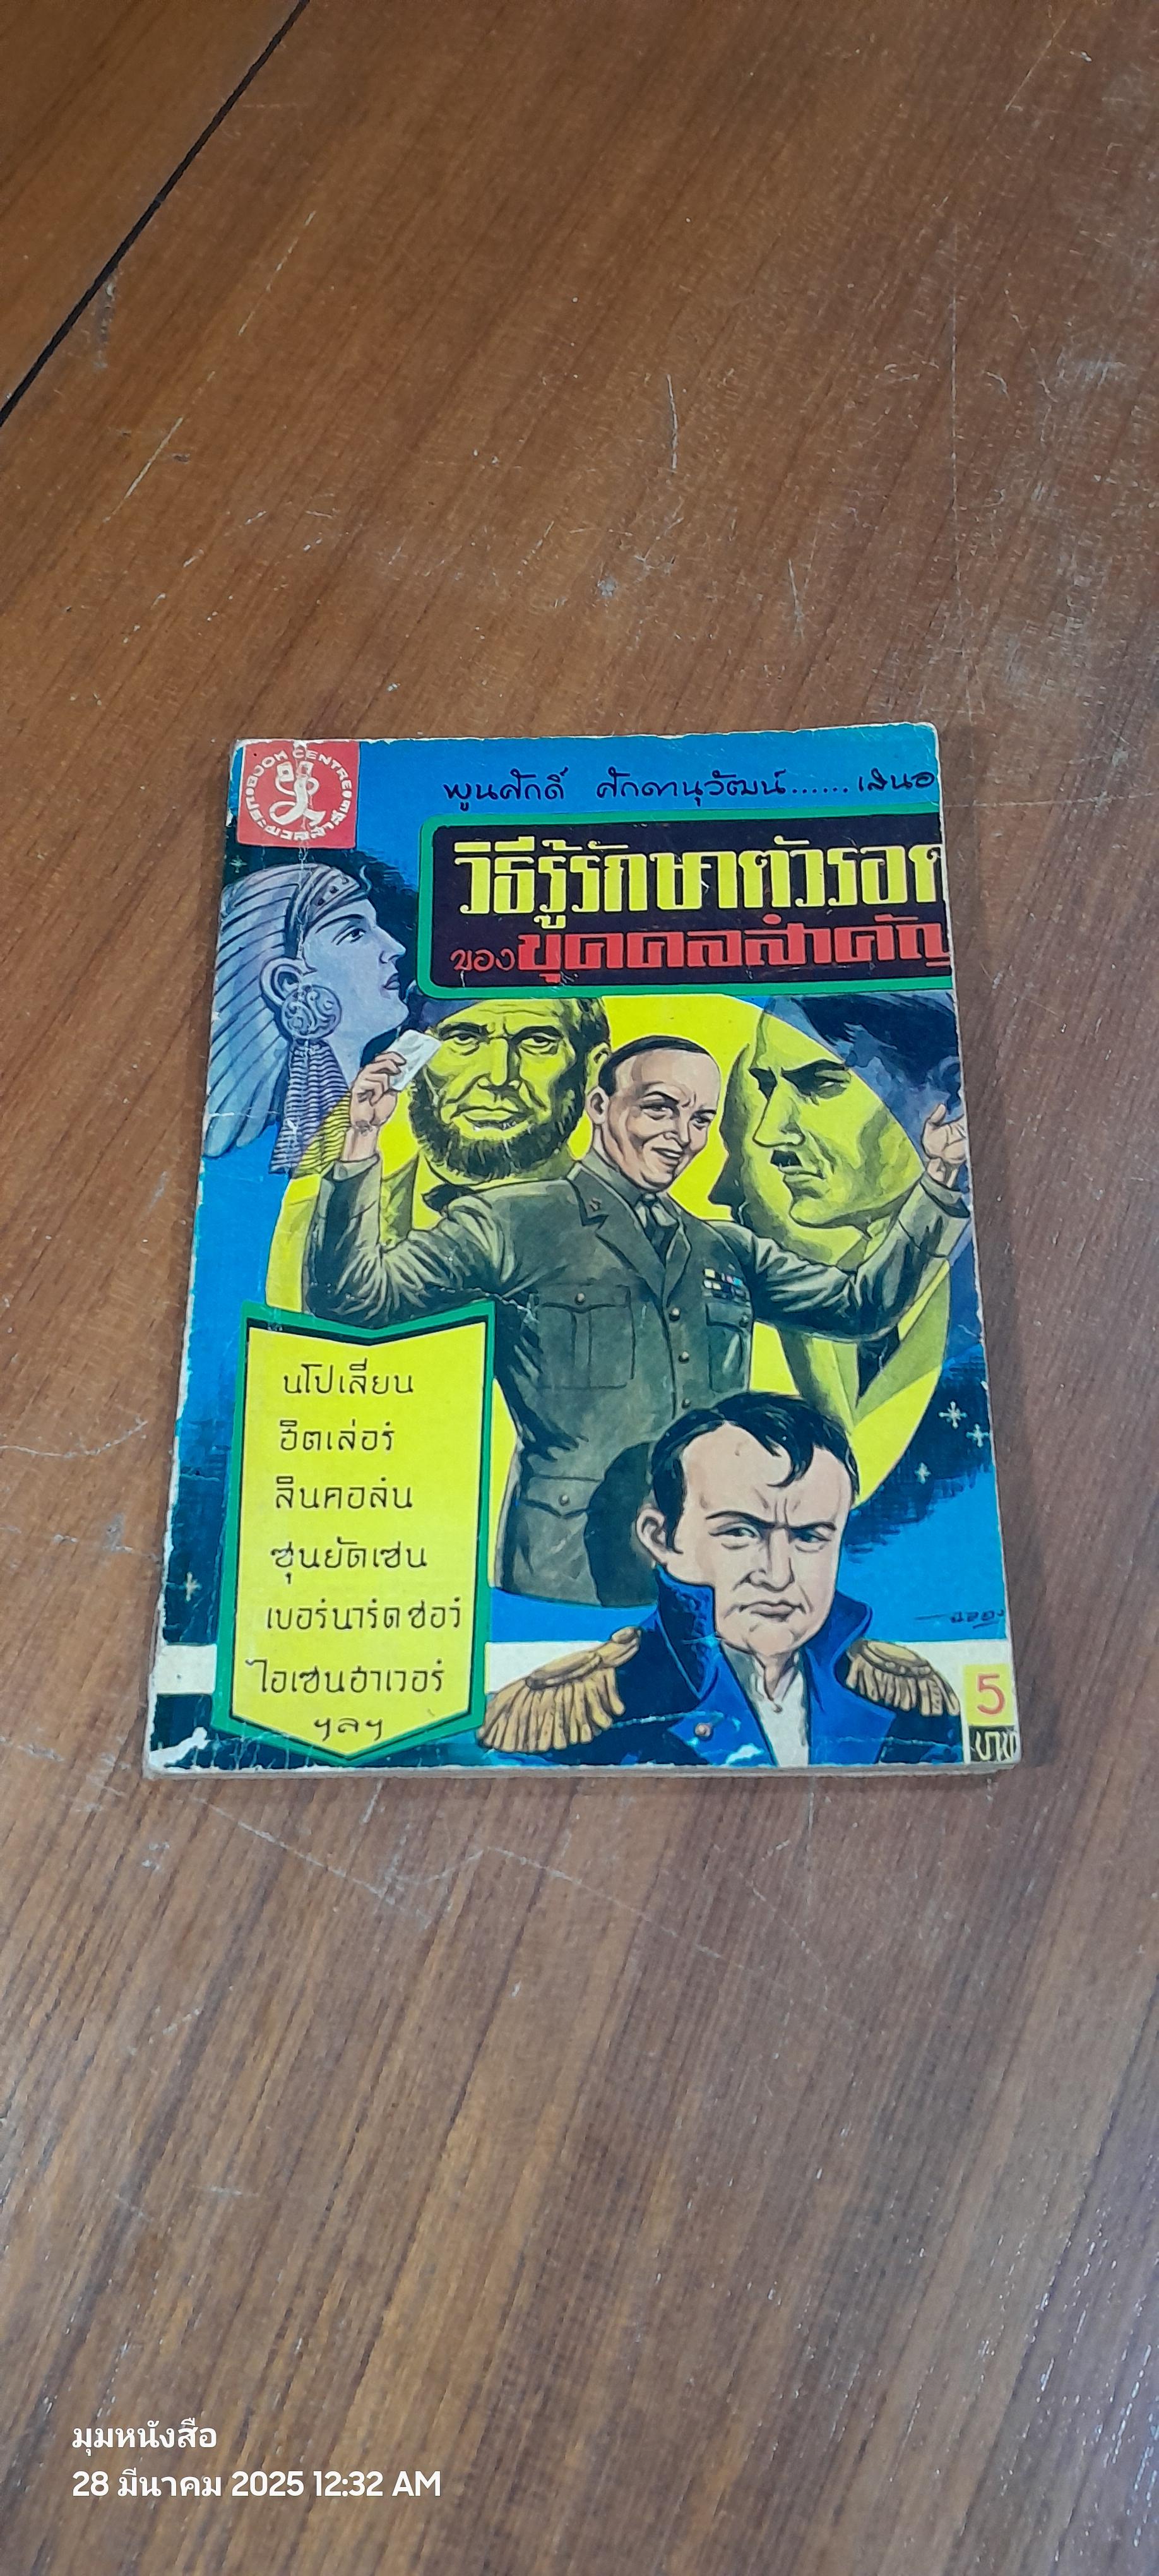 BOOK CENTRE
พูนศักดิ์ ศักดานุวัฒน์......เสนอ
วิธีรู้รักษาตัวรอด
ของบุคคลสำคัญ
นโปเลียน
ฮิตเล่อร์
ลินคอล์น
ซุนยัดเซน
เบอร์นาร์ดชอว์
ไอเซนฮาเวอร์
ฯลฯ
5
บาท
มุมหนังสือ
28 มีนาคม 2025 12:32 AM